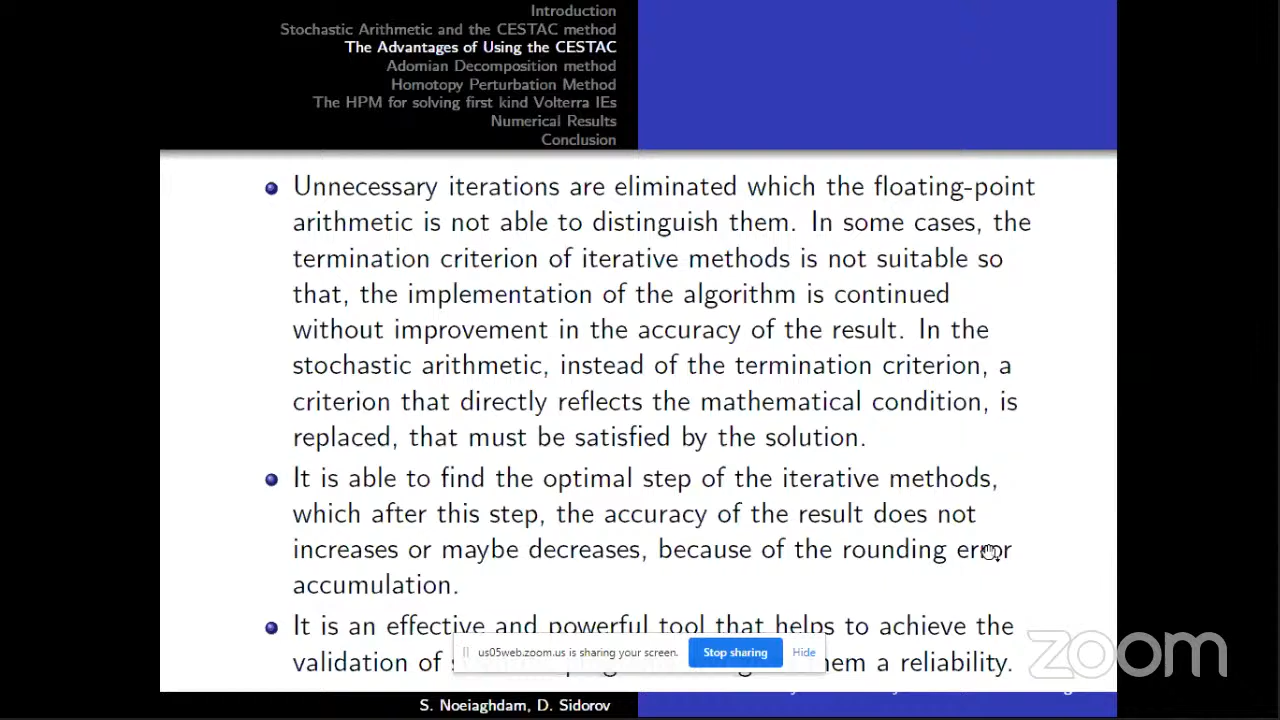 Introduction
Stochastic Arithmetic and the CESTAC method
The Advantages of Using the CESTAC
Adomian Decomposition method
Homotopy Perturbation Method
The HPM for solving first kind Volterra IEs
Numerical Results
Conclusion
Unnecessary iterations are eliminated which the floating-point
arithmetic is not able to distinguish them. In some cases, the
termination criterion of iterative methods is not suitable so
that, the implementation of the algorithm is continued
without improvement in the accuracy of the result. In the
stochastic arithmetic, instead of the termination criterion, a
criterion that directly reflects the mathematical condition, is
replaced, that must be satisfied by the solution.
It is able to find the optimal step of the iterative methods,
which after this step, the accuracy of the result does not
increases or maybe decreases, because of the rounding error
accumulation.
It is an effective and powerful tool that helps to achieve the
validation of them a reliability.
us05web.zoom.us is sharing your screen. Stop sharing Hide
zoom
S. Noeiaghdam, D. Sidorov